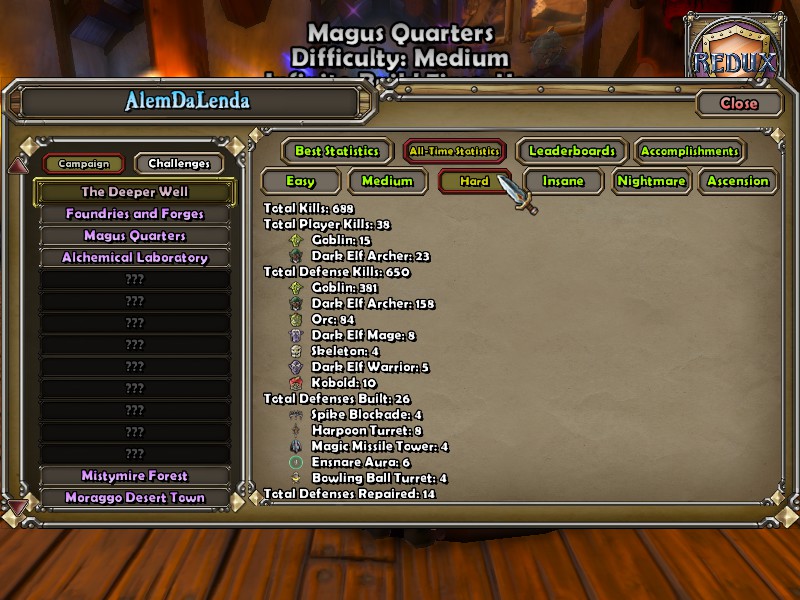 Magus Quarters
Difficulty: Medium
REDUX
AlemDaLenda
Close
Campaign
Challenges
The Deeper Well
Foundries and Forges
Magus Quarters
Alchemical Laboratory
???
???
???
???
???
???
???
???
???
Mistymire Forest
Moraggo Desert Town
Best Statistics
All-Time Statistics
Leaderboards
Accomplishments
Easy
Medium
Hard
Insane
Nightmare
Ascension
Total Kills: 688
Total Player Kills: 38
Goblin: 15
Dark Elf Archer: 23
Total Defense Kills: 650
Goblin: 381
Dark Elf Archer: 158
Orc: 84
Dark Elf Mage: 8
Skeleton: 4
Dark Elf Warrior: 5
Kobold: 10
Total Defenses Built: 26
Spike Blockade: 4
Harpoon Turret: 8
Magic Missile Tower: 4
Ensnare Aura: 6
Bowling Ball Turret: 4
Total Defenses Repaired: 14